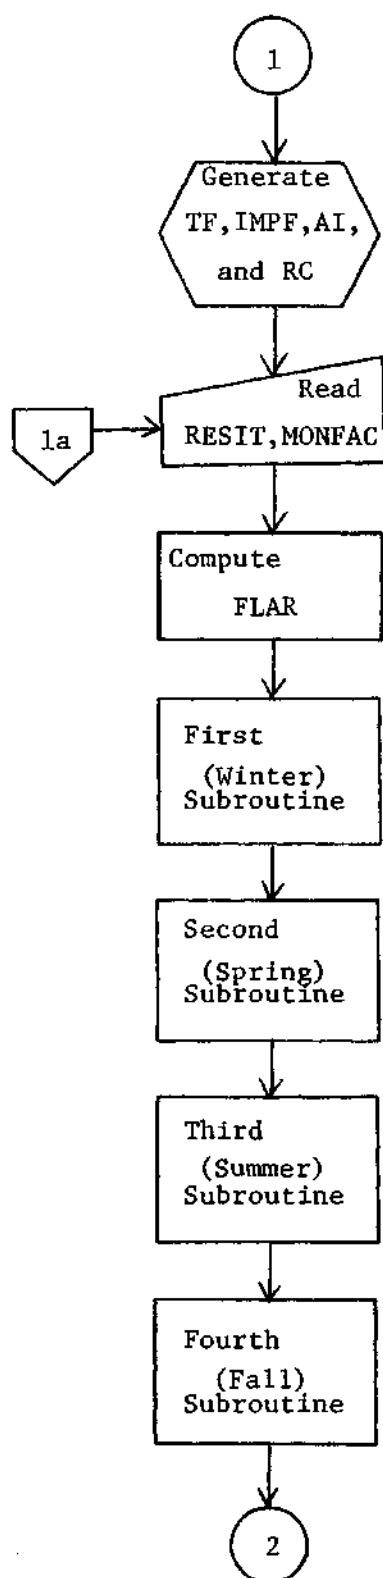 1
Generate
TF,IMPF,AI,
and RC
Read
1a
RESIT,MONFAC
Compute
FLAR
First
(Winter)
Subroutine
Second
(Spring)
Subroutine
Third
(Summer)
Subroutine
Fourth
(Fall)
Subroutine
2